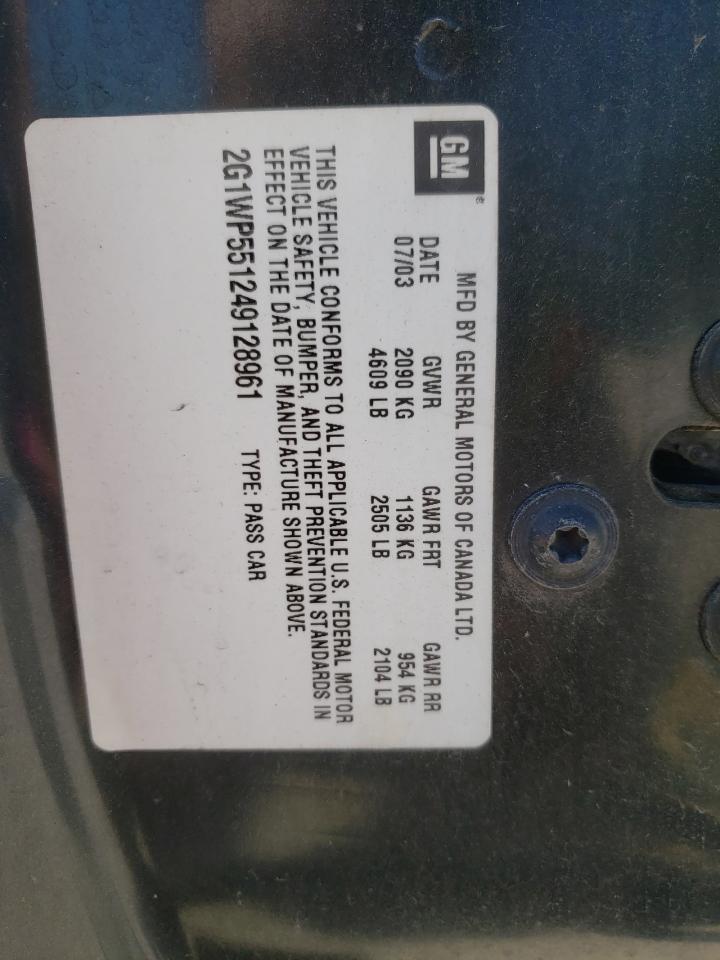 GM®
MFD BY GENERAL MOTORS OF CANADA LTD.
DATE GVWR GAWR FRT GAWR RR
07/03 2090 KG 1136 KG 954 KG
4609 LB 2505 LB 2104 LB
THIS VEHICLE CONFORMS TO ALL APPLICABLE U.S. FEDERAL MOTOR
VEHICLE SAFETY, BUMPER, AND THEFT PREVENTION STANDARDS IN
EFFECT ON THE DATE OF MANUFACTURE SHOWN ABOVE.
2G1WP551249128961 TYPE: PASS CAR